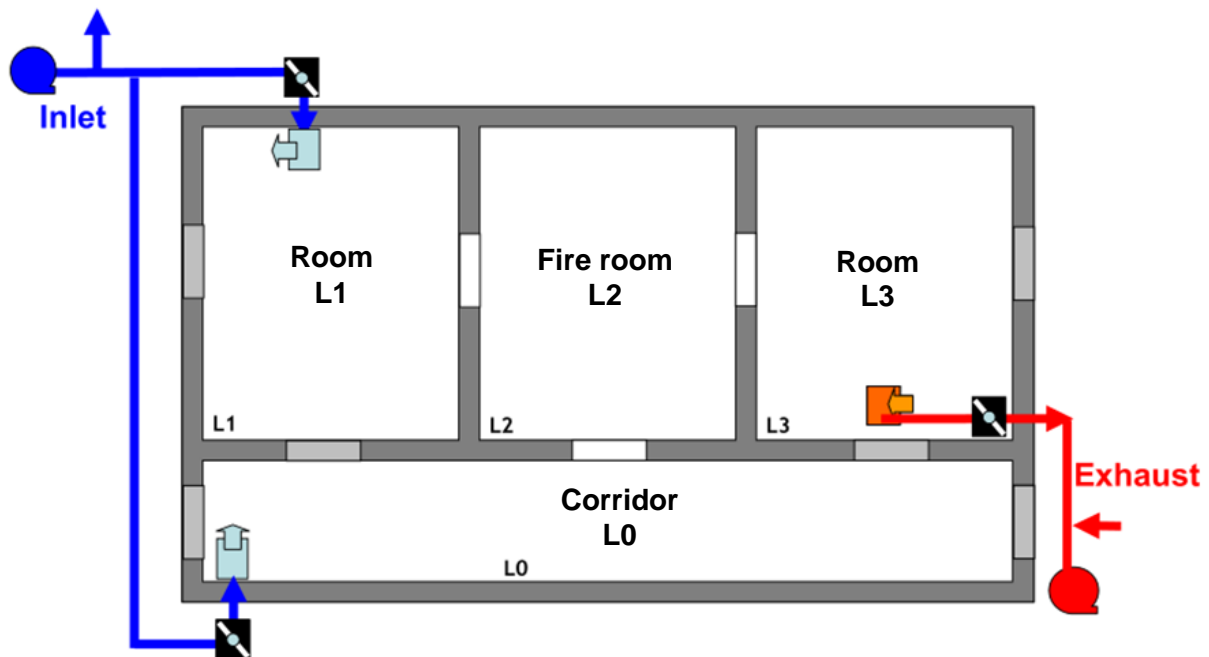 Inlet
Room
L1
Fire room
L2
Room
L3
L1
L2
L3
Exhaust
Corridor
L0
L0